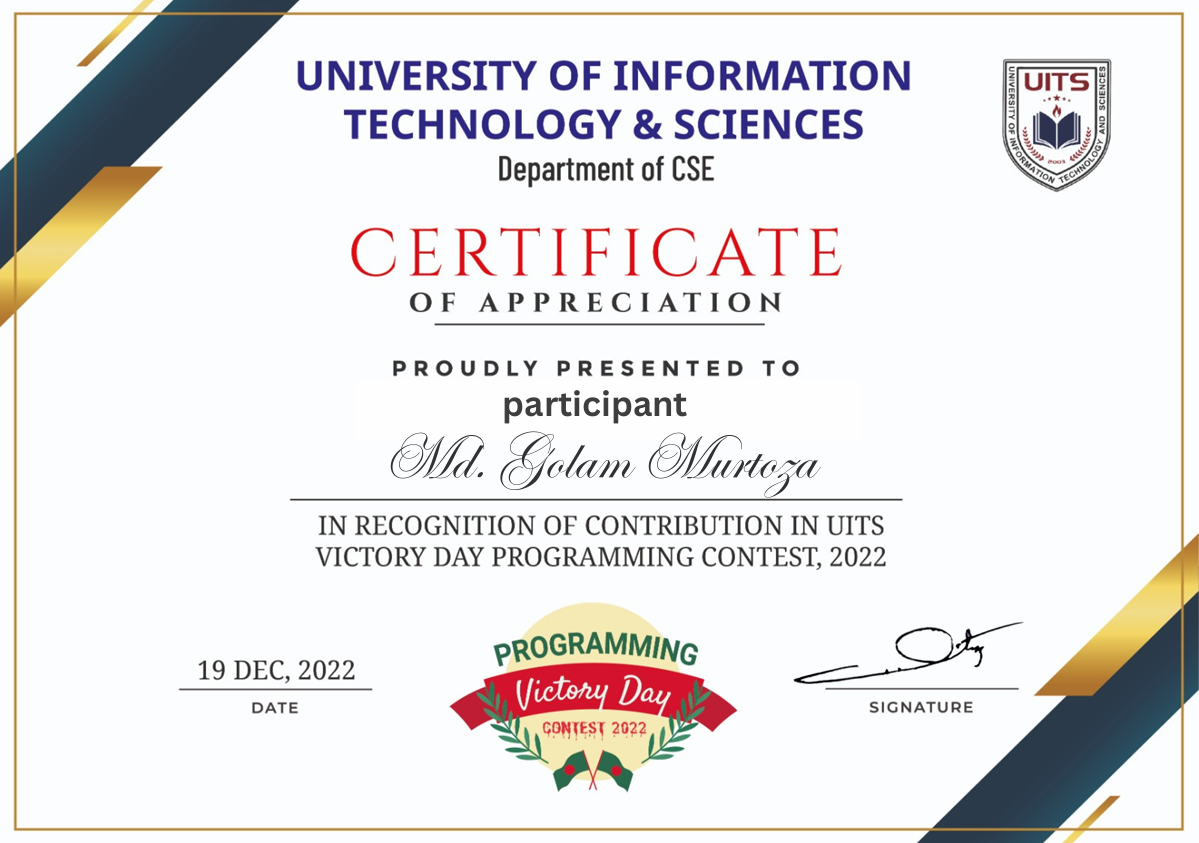 UNIVERSITY OF INFORMATION
TECHNOLOGY & SCIENCES
Department of CSE
UITS
UNIVERSITY OF INFORMATION TECHNOLOGY AND SCIENCES
2003
CERTIFICATE
OF APPRECIATION
PROUDLY PRESENTED TO
participant
Md. Golam Murtoza
IN RECOGNITION OF CONTRIBUTION IN UITS
VICTORY DAY PROGRAMMING CONTEST, 2022
PROGRAMMING
Victory Day
CONTEST 2022
19 DEC, 2022
DATE
SIGNATURE